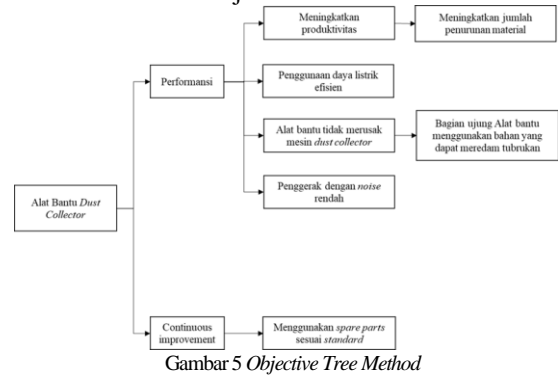 j
Meningkatkan
produktivitas
Meningkatkan jumlah
penurunan material
Performansi
Penggunaan daya listrik
efisien
Alat bantu tidak merusak
mesin dust collector
Bagian ujung Alat bantu
menggunakan bahan yang
dapat meredam tubrukan
Penggerak dengan noise
rendah
Alat Bantu Dust
Collector
Continuous
improvement
Menggunakan spare parts
sesuai standard
Gambar 5 Objective Tree Method